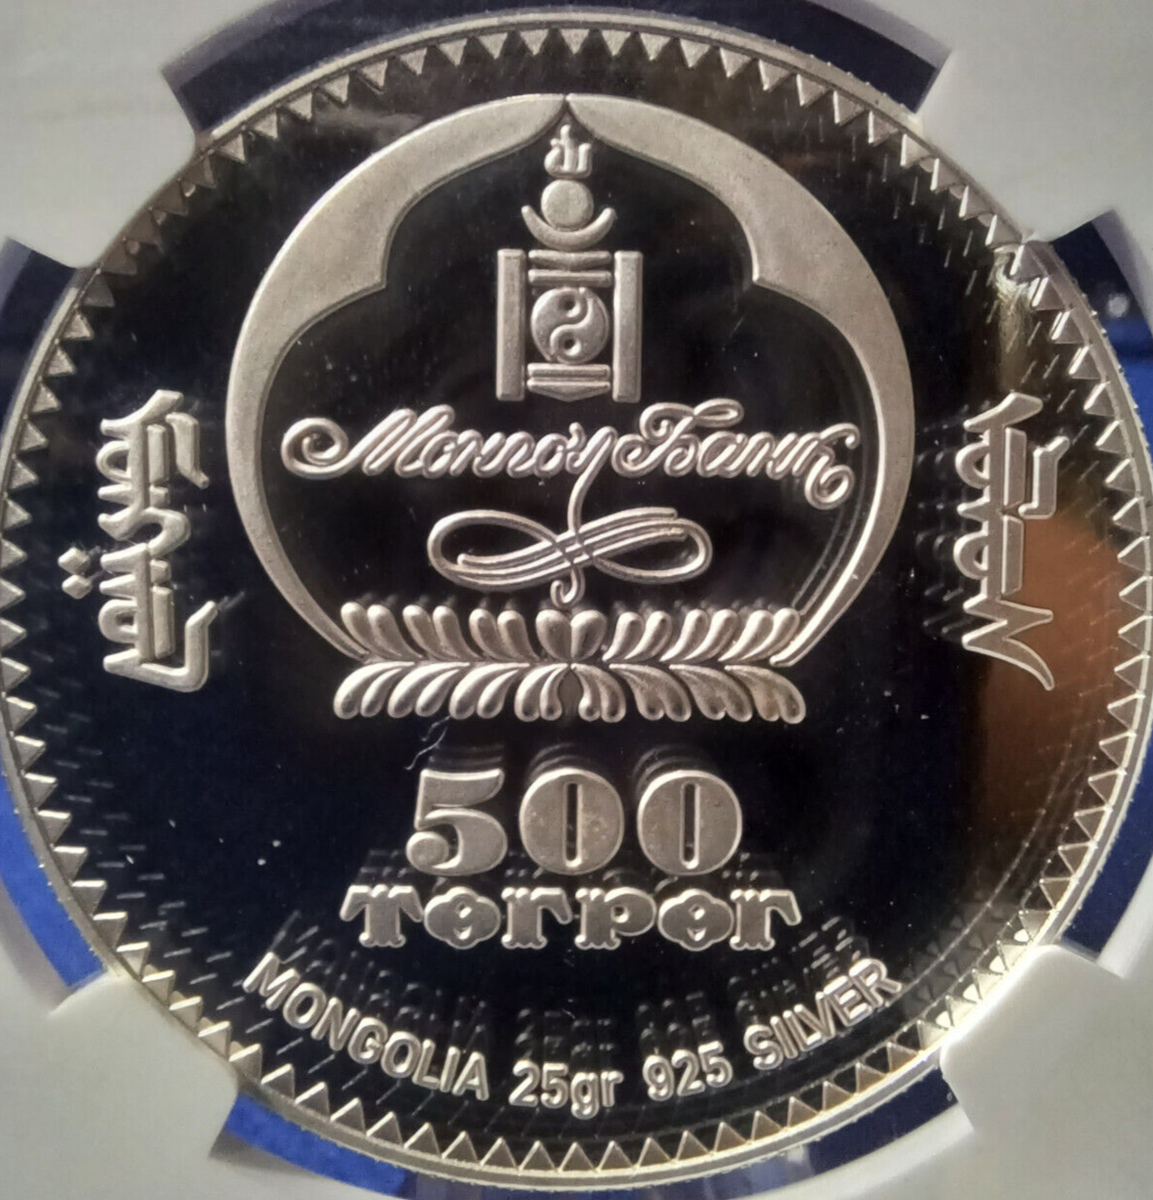 Монгол Банк
500
ТӨГРӨГ
MONGOLIA 25gr 925 SILVER